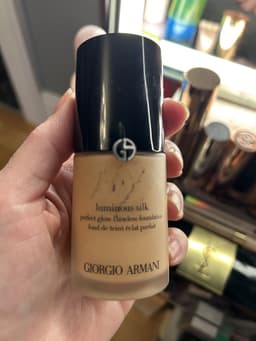 luminous silk
perfect glow flawless foundation
fond de teint éclat parfait
GIORGIO ARMANI